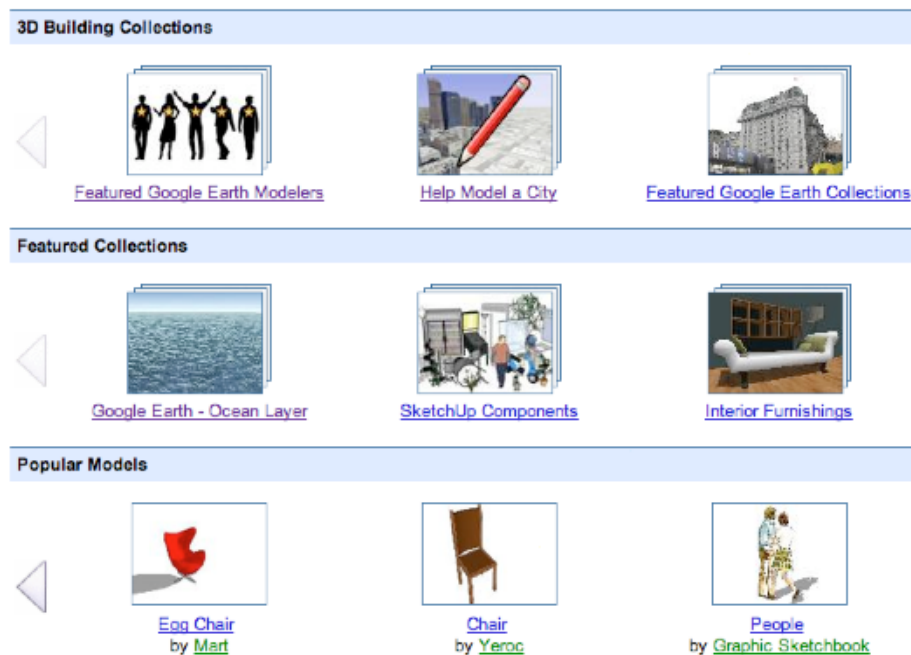 3D Building Collections
Featured Google Earth Modelers
Help Model a City
Featured Google Earth Collections
Featured Collections
Google Earth - Ocean Layer
SketchUp Components
Interior Furnishings
Popular Models
Egg Chair
by Mart
Chair
by Yeroc
People
by Graphic Sketchbook